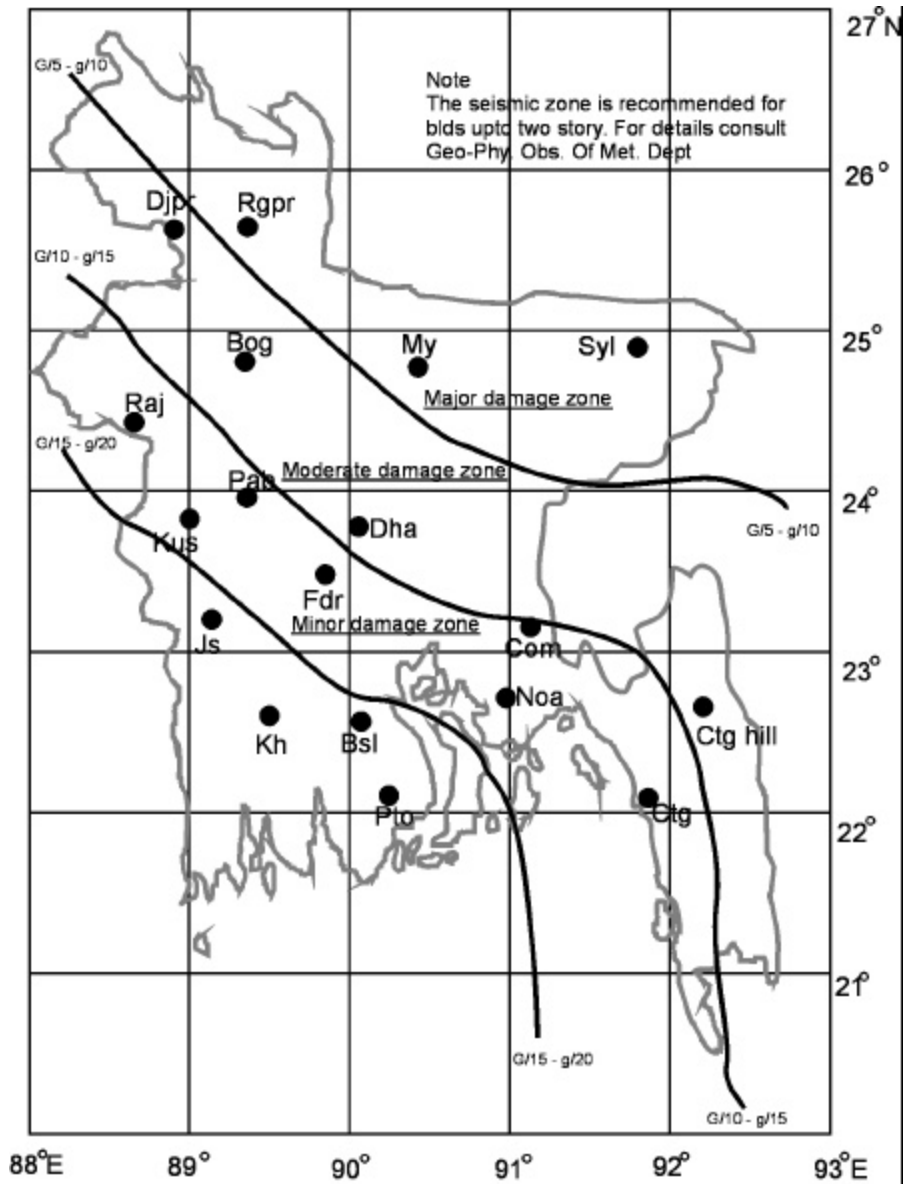 27°N
G/5 - g/10
Note
The seismic zone is recommended for
blds upto two story. For details consult
Geo-Phy. Obs. Of Met. Dept
26°
Djpr
Rgpr
G/10 - g/15
25°
Bog
My
Syl
Major damage zone
Raj
G/15 - g/20
Moderate damage zone
Pab
24°
Kus
Dha
G/5 - g/10
Fdr
Minor damage zone
Js
Com
23°
Noa
Kh
Bsl
Ctg hill
Pto
Ctg
22°
21°
G/15 - g/20
G/10 - g/15
88°E 89° 90° 91° 92° 93°E